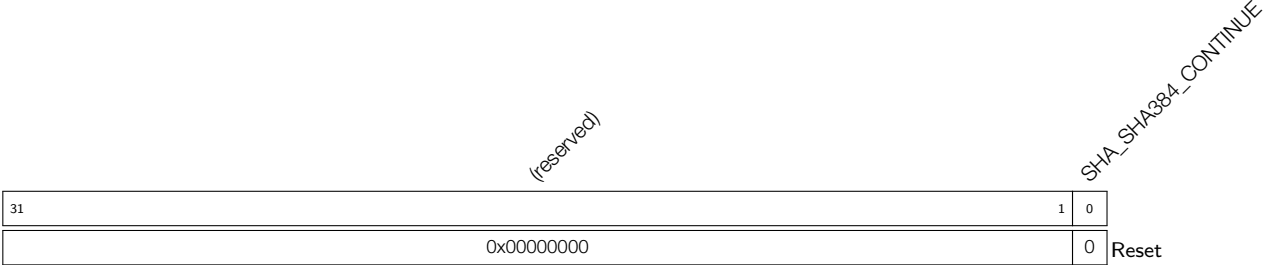 (reserved)
SHA_SHA384_CONTINUE
31 1 0
0x00000000 0 Reset